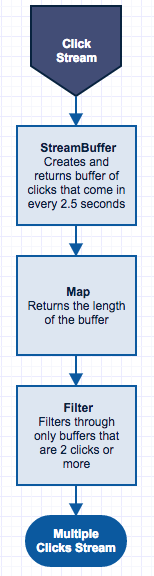 Click
Stream
StreamBuffer
Creates and
returns buffer of
clicks that come in
every 2.5 seconds
Map
Returns the length
of the buffer
Filter
Filters through
only buffers that
are 2 clicks or
more
Multiple
Clicks Stream